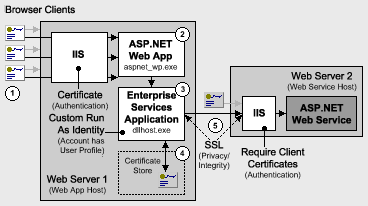 Browser Clients
1
IIS
2
ASP.NET
Web App
aspnet_wp.exe
Certificate
(Authentication)
Custom Run
As Identity
(Account has
User Profile)
3
Enterprise
Services
Application
dllhost.exe
4
Certificate
Store
Web Server 1
(Web App Host)
5
SSL
(Privacy/
Integrity)
Web Server 2
(Web Service Host)
IIS
ASP.NET
Web Service
Require Client
Certificates
(Authentication)